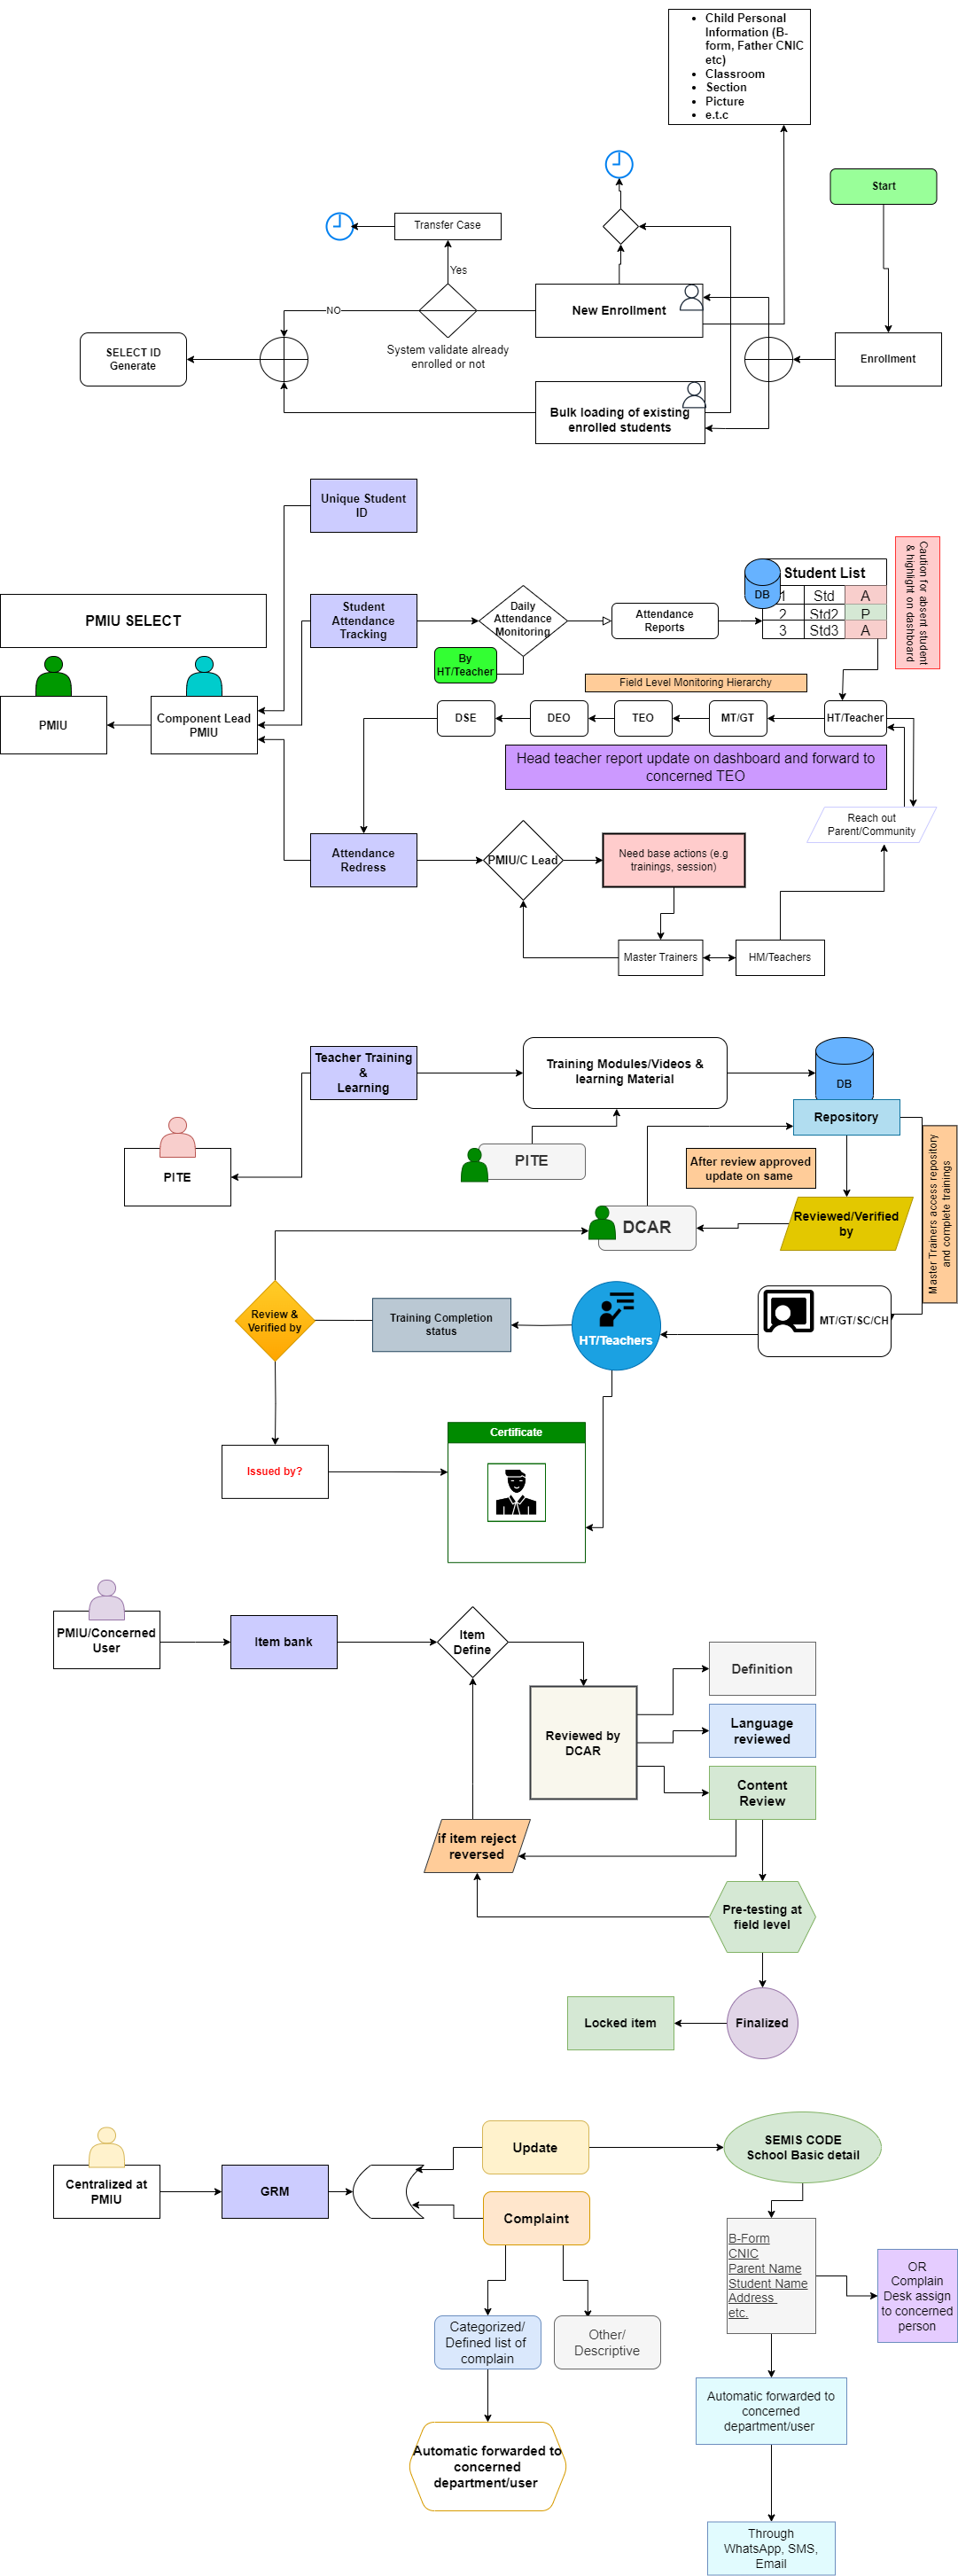 Child Personal
Information (B-
form, Father CNIC
etc)
Classroom
Section
Picture
e.t.c
Start
Transfer Case
Yes
New Enrollment
NO
System validate already
enrolled or not
SELECT ID
Generate
Enrollment
Bulk loading of existing
enrolled students
Unique Student
ID
PMIU SELECT
Student
Attendance
Tracking
Daily
Attendance
Monitoring
By
HT/Teacher
Attendance
Reports
DB
Student List
1 Std A
2 Std2 P
3 Std3 A
Caution for absent student
& highlight on dashboard
Field Level Monitoring Hierarchy
PMIU
Component Lead
PMIU
DSE
DEO
TEO
MT/GT
HT/Teacher
Head teacher report update on dashboard and forward to
concerned TEO
Reach out
Parent/Community
Attendance
Redress
PMIU/C Lead
Need base actions (e.g
trainings, session)
Master Trainers
HM/Teachers
Teacher Training
&
Learning
Training Modules/Videos &
learning Material
DB
Repository
PITE
PITE
After review approved
update on same
Master Trainers access repository
and complete trainings
DCAR
Reviewed/Verified
by
Review &
Verified by
Training Completion
status
HT/Teachers
MT/GT/SC/CH
Certificate
Issued by?
PMIU/Concerned
User
Item bank
Item
Define
Reviewed by
DCAR
Definition
Language
reviewed
Content
Review
if item reject
reversed
Pre-testing at
field level
Locked item
Finalized
Centralized at
PMIU
GRM
Update
Complaint
SEMIS CODE
School Basic detail
B-Form
CNIC
Parent Name
Student Name
Address
etc.
OR
Complain
Desk assign
to concerned
person
Categorized/
Defined list of
complain
Other/
Descriptive
Automatic forwarded to
concerned
department/user
Automatic forwarded to
concerned
department/user
Through
WhatsApp, SMS,
Email